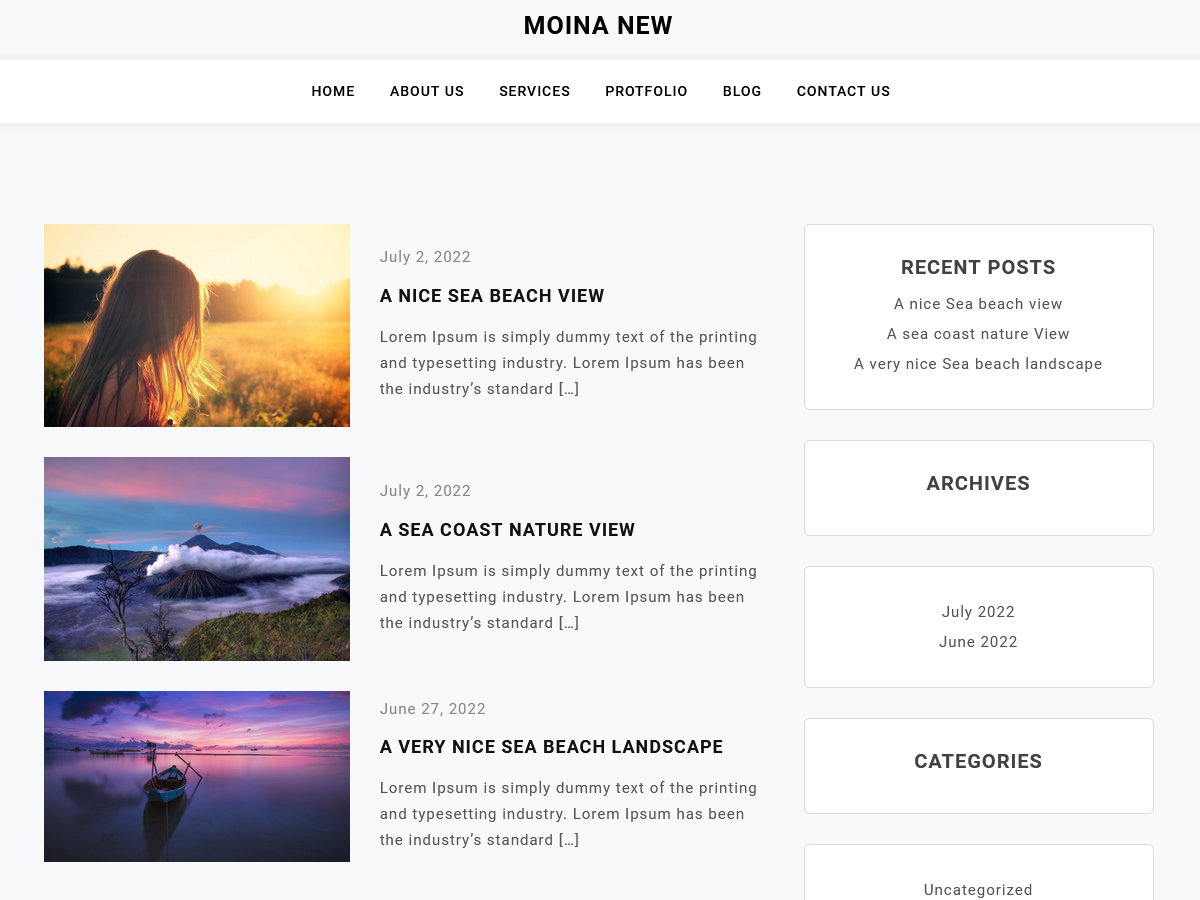 MOINA NEW
HOME ABOUT US SERVICES PROTFOLIO BLOG CONTACT US
July 2, 2022
A NICE SEA BEACH VIEW
Lorem Ipsum is simply dummy text of the printing
and typesetting industry. Lorem Ipsum has been
the industry’s standard […]
July 2, 2022
A SEA COAST NATURE VIEW
Lorem Ipsum is simply dummy text of the printing
and typesetting industry. Lorem Ipsum has been
the industry’s standard […]
June 27, 2022
A VERY NICE SEA BEACH LANDSCAPE
Lorem Ipsum is simply dummy text of the printing
and typesetting industry. Lorem Ipsum has been
the industry’s standard […]
RECENT POSTS
A nice Sea beach view
A sea coast nature View
A very nice Sea beach landscape
ARCHIVES
July 2022
June 2022
CATEGORIES
Uncategorized